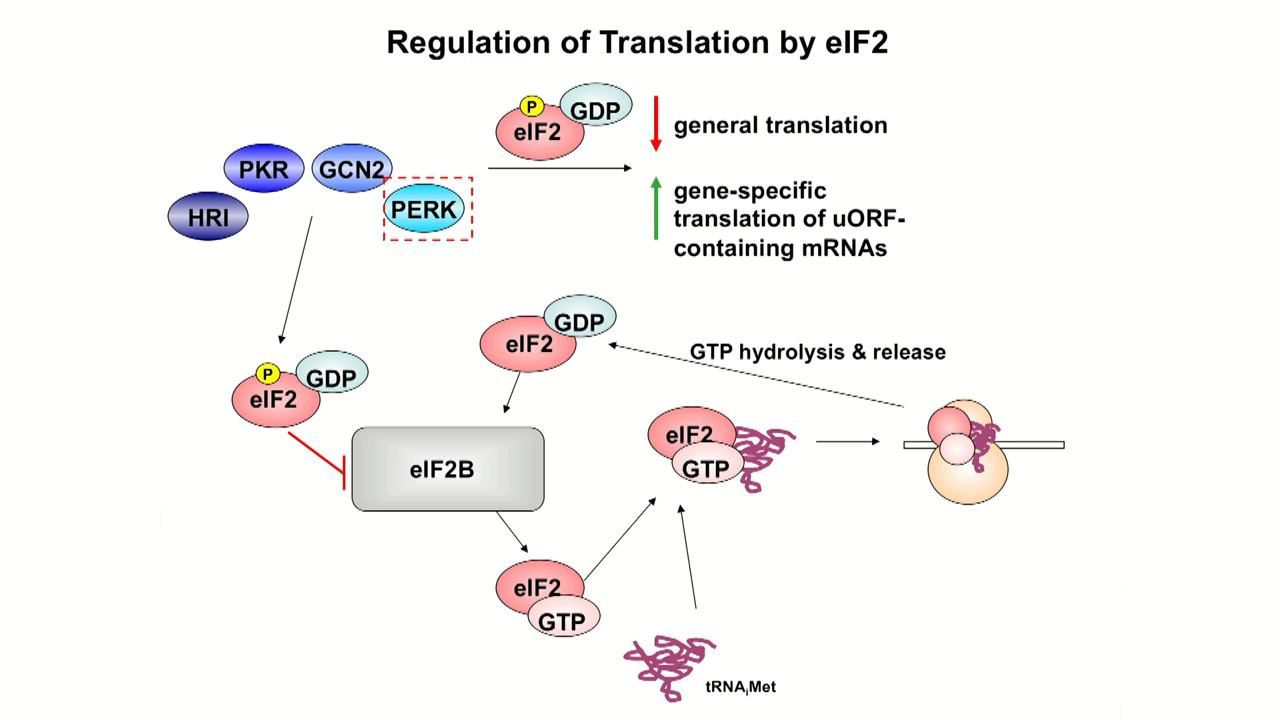 Regulation of Translation by eIF2
P
GDP
eIF2
general translation
PKR
GCN2
HRI
PERK
gene-specific
translation of uORF-
containing mRNAs
GDP
eIF2
GTP hydrolysis & release
P
GDP
eIF2
eIF2B
eIF2
GTP
eIF2
GTP
tRNAiMet